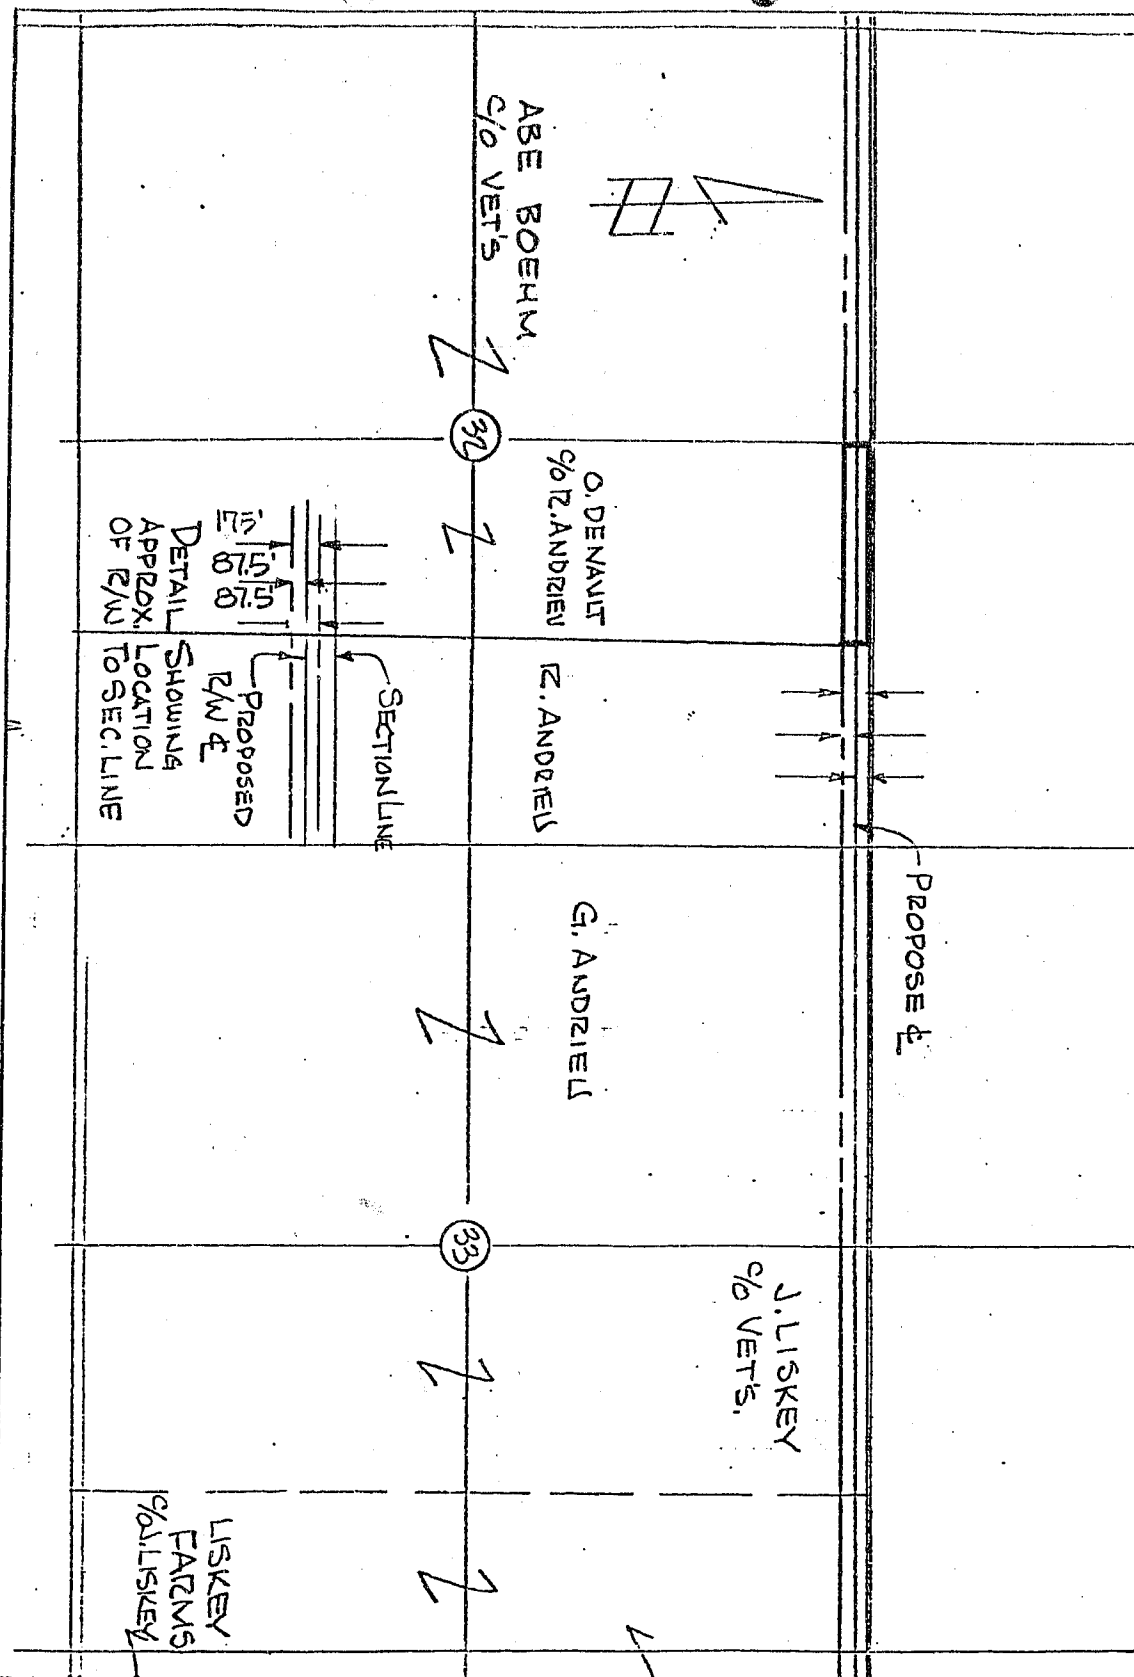 ABE BOEHM
C/O VET'S
32
O. DENAULT
C/O R. ANDRIEU
R. ANDRIEU
175'
87.5'
87.5'
SECTION LINE
PROPOSED
R/W ℄
DETAIL SHOWING
APPROX. LOCATION
OF R/W TO SEC. LINE
PROPOSE ℄
G. ANDRIEU
33
J. LISKEY
C/O VET'S.
LISKEY
FARMS
C/O J. LISKEY